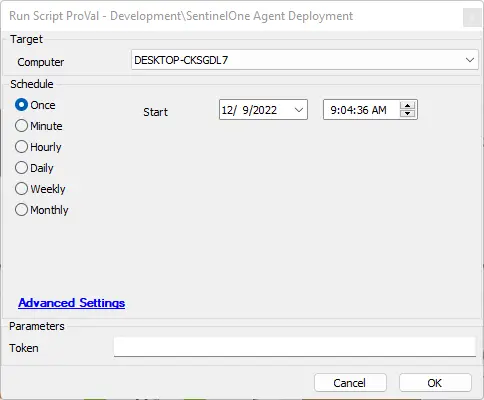 Run Script ProVal - Development\SentinelOne Agent Deployment
Target
Computer DESKTOP-CKSGDL7
Schedule
Once Start 12/ 9/2022 9:04:36 AM
Minute
Hourly
Daily
Weekly
Monthly
Advanced Settings
Parameters
Token
Cancel OK